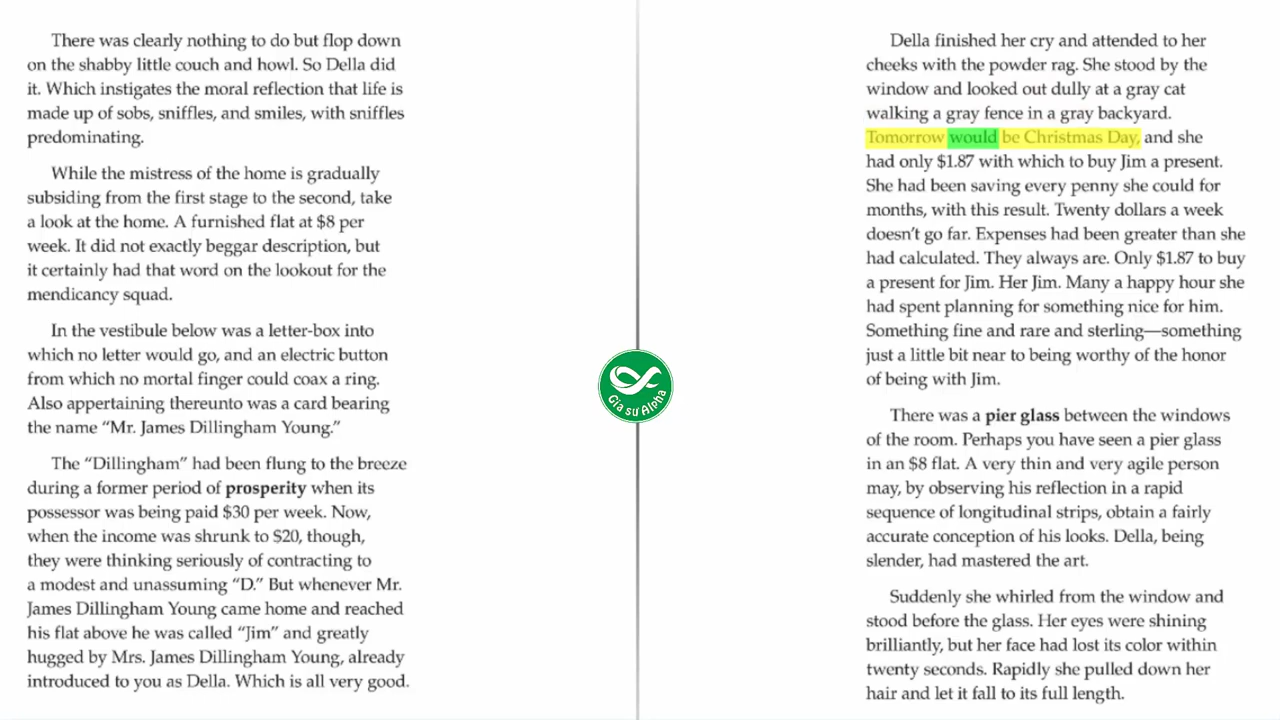 There was clearly nothing to do but flop down
on the shabby little couch and howl. So Della did
it. Which instigates the moral reflection that life is
made up of sobs, sniffles, and smiles, with sniffles
predominating.
While the mistress of the home is gradually
subsiding from the first stage to the second, take
a look at the home. A furnished flat at $8 per
week. It did not exactly beggar description, but
it certainly had that word on the lookout for the
mendicancy squad.
In the vestibule below was a letter-box into
which no letter would go, and an electric button
from which no mortal finger could coax a ring.
Also appertaining thereunto was a card bearing
the name “Mr. James Dillingham Young.”
The “Dillingham” had been flung to the breeze
during a former period of prosperity when its
possessor was being paid $30 per week. Now,
when the income was shrunk to $20, though,
they were thinking seriously of contracting to
a modest and unassuming “D.” But whenever Mr.
James Dillingham Young came home and reached
his flat above he was called “Jim” and greatly
hugged by Mrs. James Dillingham Young, already
introduced to you as Della. Which is all very good.
Gia sư Alpha
Della finished her cry and attended to her
cheeks with the powder rag. She stood by the
window and looked out dully at a gray cat
walking a gray fence in a gray backyard.
Tomorrow would be Christmas Day, and she
had only $1.87 with which to buy Jim a present.
She had been saving every penny she could for
months, with this result. Twenty dollars a week
doesn’t go far. Expenses had been greater than she
had calculated. They always are. Only $1.87 to buy
a present for Jim. Her Jim. Many a happy hour she
had spent planning for something nice for him.
Something fine and rare and sterling—something
just a little bit near to being worthy of the honor
of being with Jim.
There was a pier glass between the windows
of the room. Perhaps you have seen a pier glass
in an $8 flat. A very thin and very agile person
may, by observing his reflection in a rapid
sequence of longitudinal strips, obtain a fairly
accurate conception of his looks. Della, being
slender, had mastered the art.
Suddenly she whirled from the window and
stood before the glass. Her eyes were shining
brilliantly, but her face had lost its color within
twenty seconds. Rapidly she pulled down her
hair and let it fall to its full length.